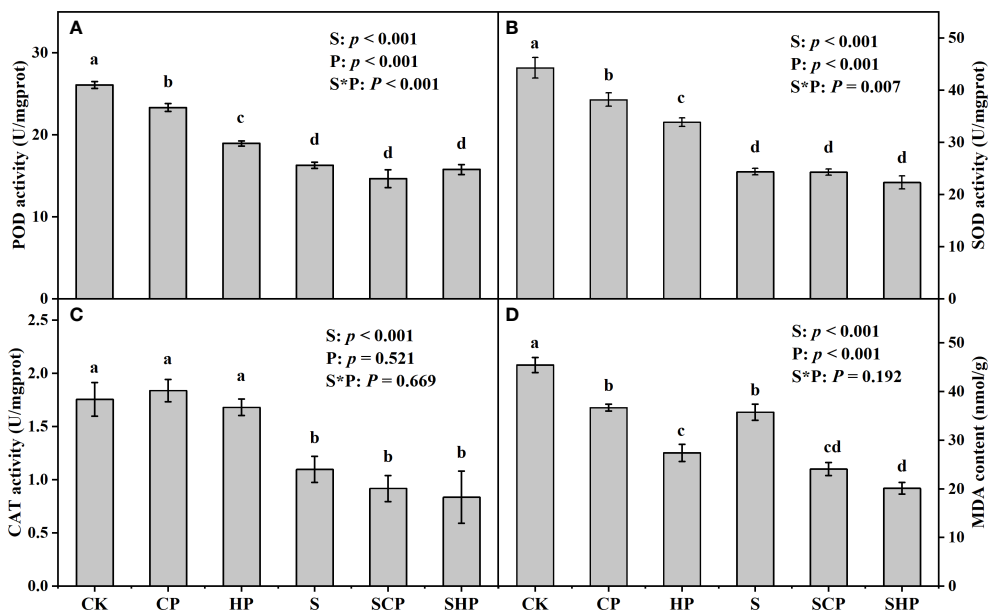 A
S: p < 0.001
P: p < 0.001
S*P: P < 0.001
POD activity (U/mgprot)
30
20
10
0
a
b
c
d
d
d
B
S: p < 0.001
P: p < 0.001
S*P: P = 0.007
SOD activity (U/mgprot)
50
40
30
20
10
0
a
b
c
d
d
d
C
S: p < 0.001
P: p = 0.521
S*P: P = 0.669
CAT activity (U/mgprot)
2.5
2.0
1.5
1.0
0.5
0.0
a
a
a
b
b
b
CK CP HP S SCP SHP
D
S: p < 0.001
P: p < 0.001
S*P: P = 0.192
MDA content (nmol/g)
50
40
30
20
10
0
a
b
c
b
cd
d
CK CP HP S SCP SHP